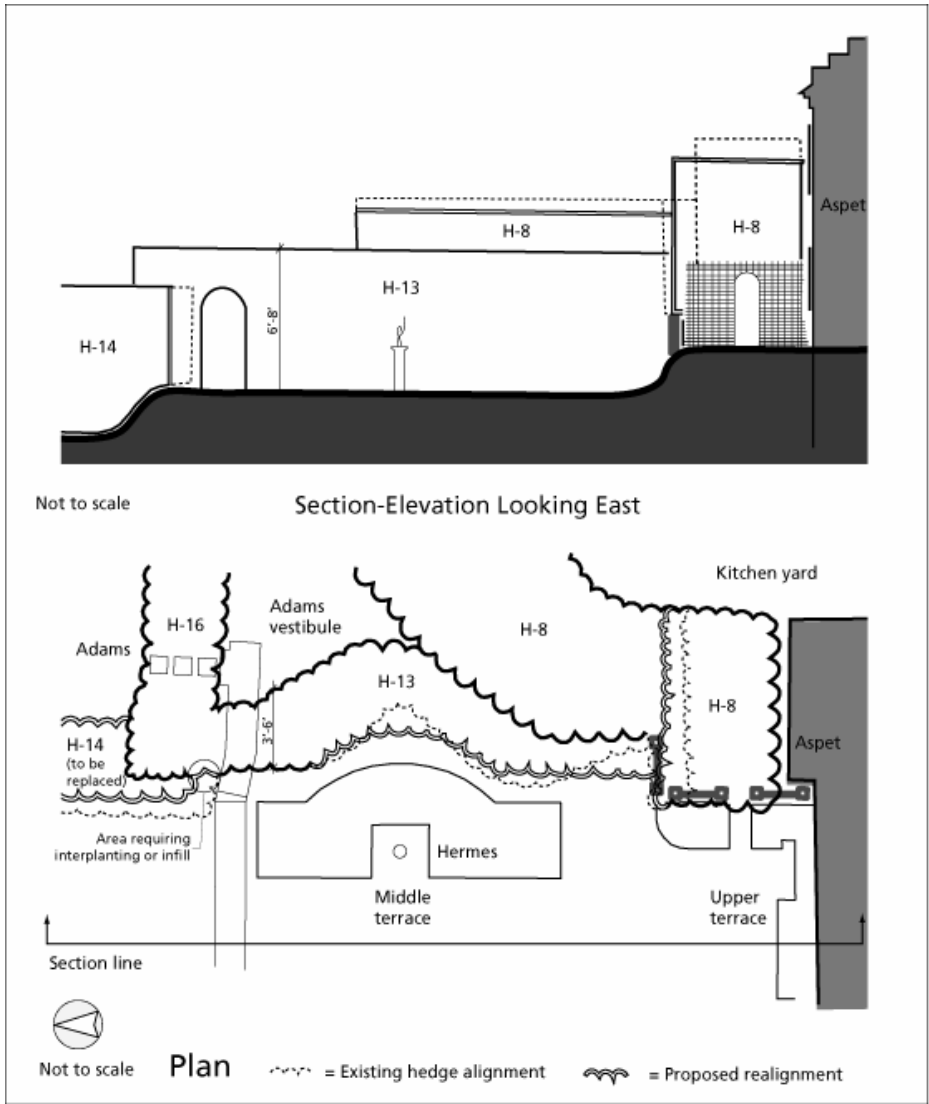 Aspet
H-8
H-8
H-13
6'-8'
H-14
Not to scale
Section-Elevation Looking East
Kitchen yard
Adams
vestibule
H-16
H-8
Adams
H-13
H-8
3'-6'
H-14
(to be
replaced)
Aspet
Area requiring
interplanting or infill
Hermes
Middle
terrace
Upper
terrace
Section line
Not to scale
Plan
= Existing hedge alignment
= Proposed realignment